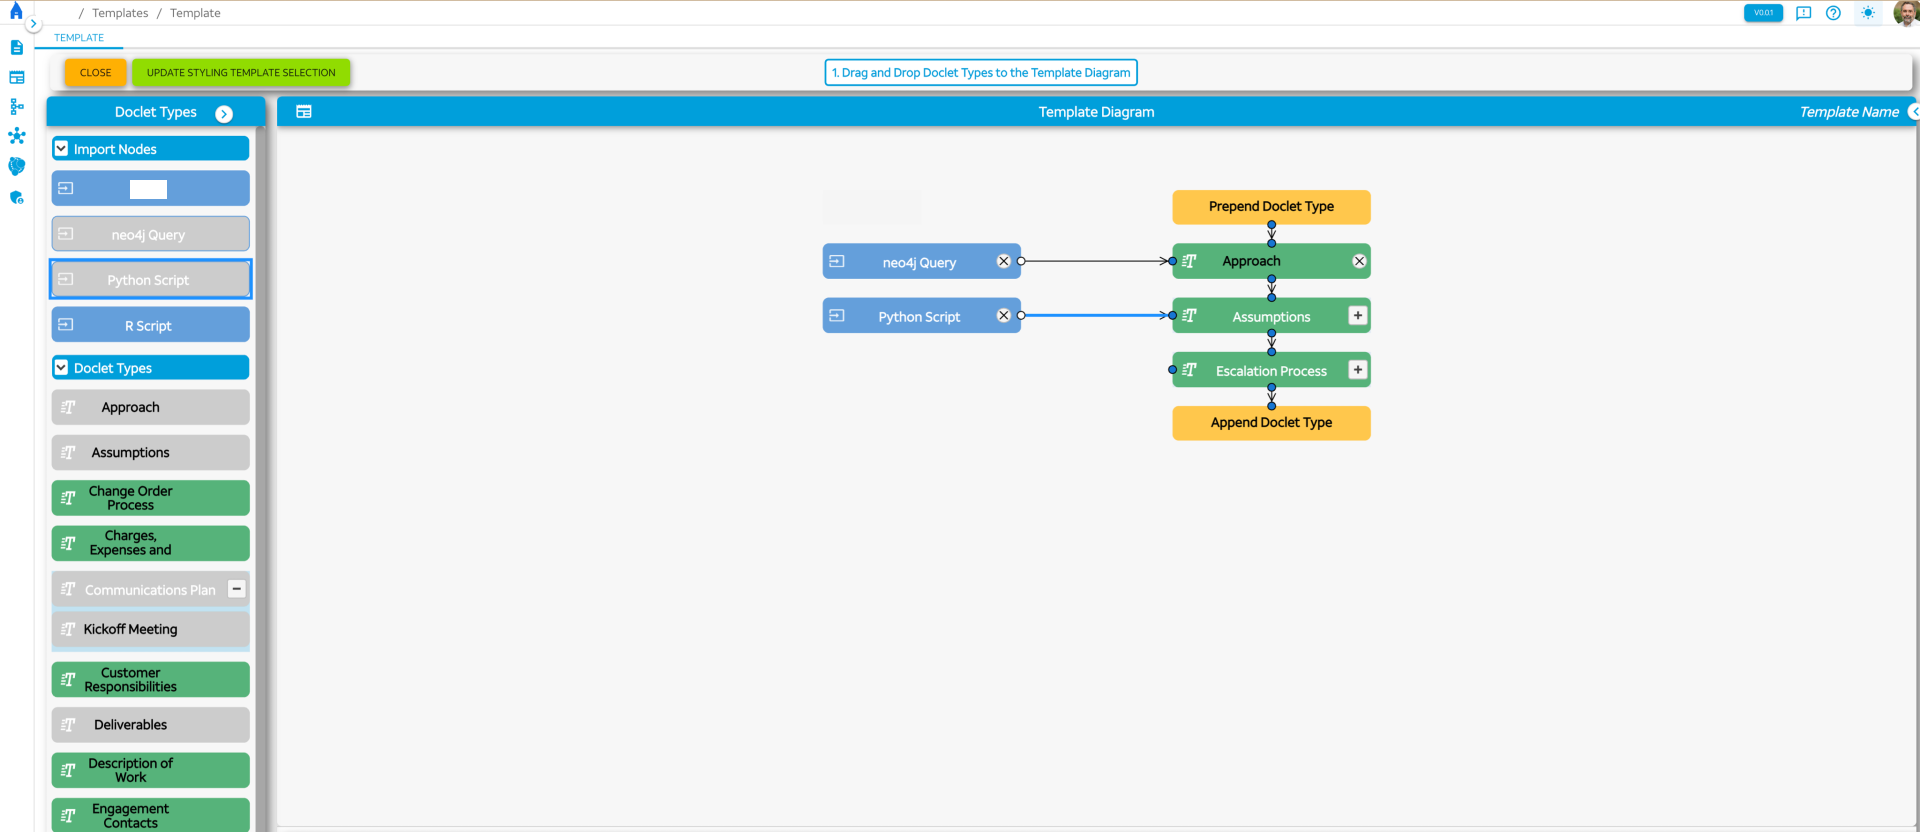 / Templates / Template
V0.01
TEMPLATE
CLOSE
UPDATE STYLING TEMPLATE SELECTION
1. Drag and Drop Doclet Types to the Template Diagram
Doclet Types
Template Diagram
Template Name
Import Nodes
neo4j Query
Python Script
R Script
Doclet Types
Approach
Assumptions
Change Order
Process
Charges,
Expenses and
Communications Plan
Kickoff Meeting
Customer
Responsibilities
Deliverables
Description of
Work
Engagement
Contacts
Prepend Doclet Type
neo4j Query
Approach
Python Script
Assumptions
Escalation Process
Append Doclet Type